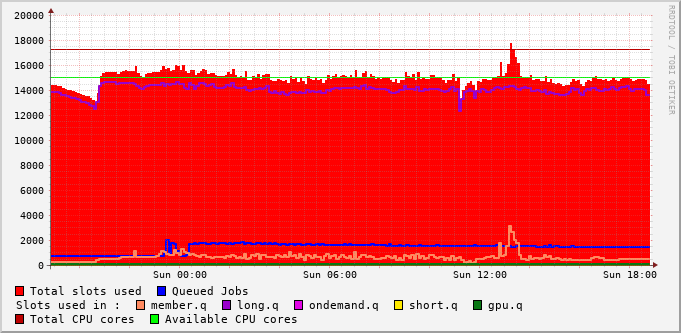 20000
18000
16000
14000
12000
10000
8000
6000
4000
2000
0
Sun 00:00 Sun 06:00 Sun 12:00 Sun 18:00
RRDTOOL / TOBI OETIKER
Total slots used Queued Jobs
Slots used in : member.q long.q ondemand.q short.q gpu.q
Total CPU cores Available CPU cores